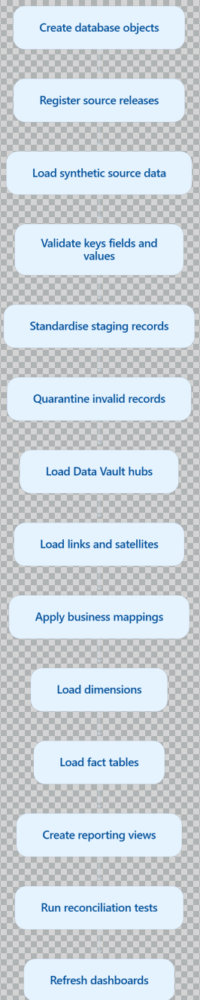 Create database objects
Register source releases
Load synthetic source data
Validate keys fields and
values
Standardise staging records
Quarantine invalid records
Load Data Vault hubs
Load links and satellites
Apply business mappings
Load dimensions
Load fact tables
Create reporting views
Run reconciliation tests
Refresh dashboards